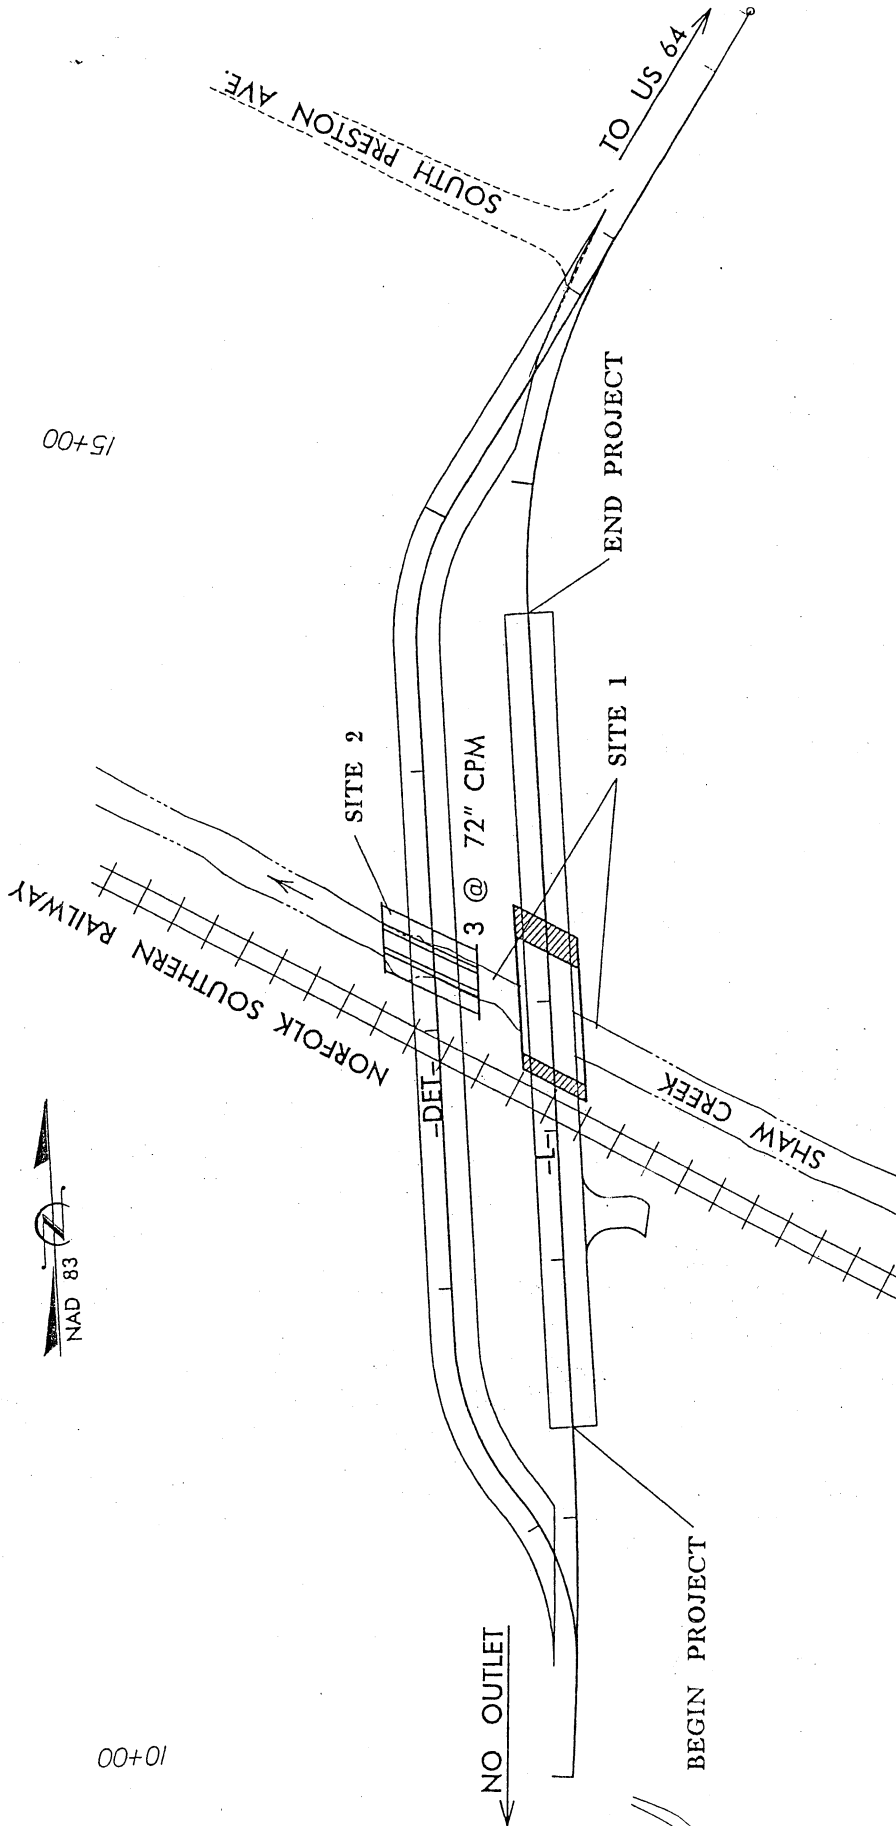 TO US 64
SOUTH PRESTON AVE.
15+00
END PROJECT
SITE 1
SITE 2
3 @ 72" CPM
NORFOLK SOUTHERN RAILWAY
-DET-
-L-
SHAW CREEK
N
NAD 83
BEGIN PROJECT
NO OUTLET
10+00